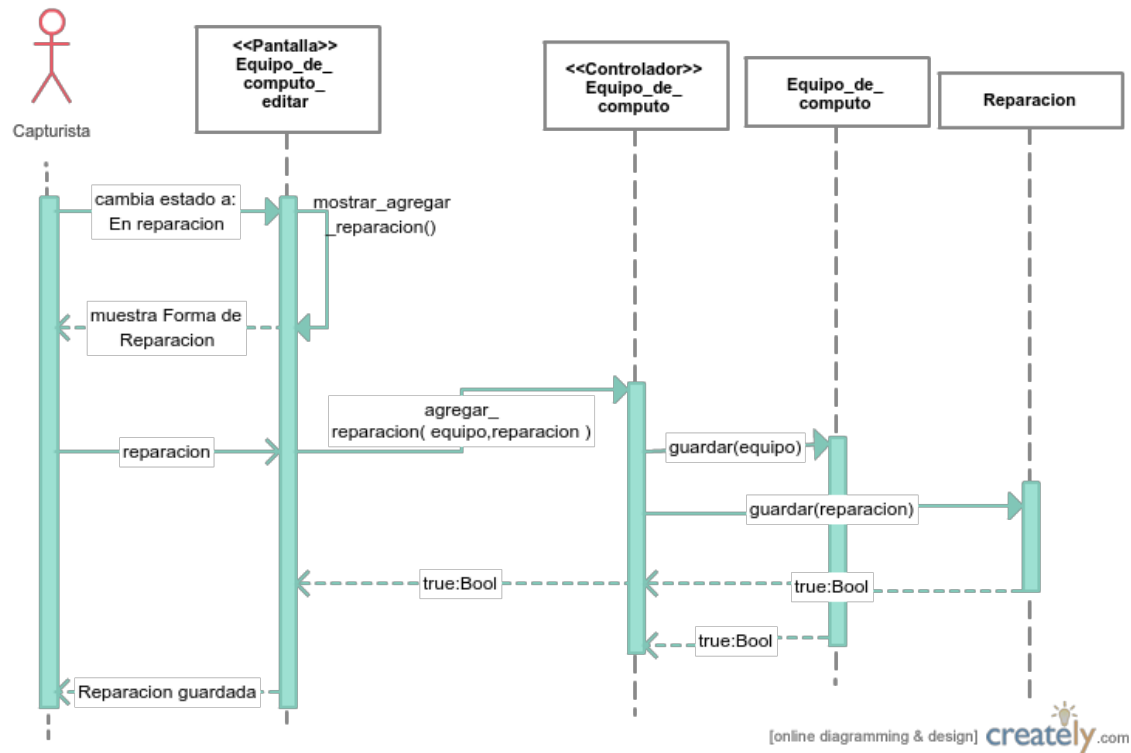 <<Pantalla>>
Equipo_de_
computo_
editar
<<Controlador>>
Equipo_de_
computo
Equipo_de_
computo
Reparacion
Capturista
cambia estado a:
En reparacion
mostrar_agregar
_reparacion()
muestra Forma de
Reparacion
agregar_
reparacion( equipo,reparacion )
reparacion
guardar(equipo)
guardar(reparacion)
true:Bool
true:Bool
true:Bool
Reparacion guardada
[online diagramming & design] creately.com